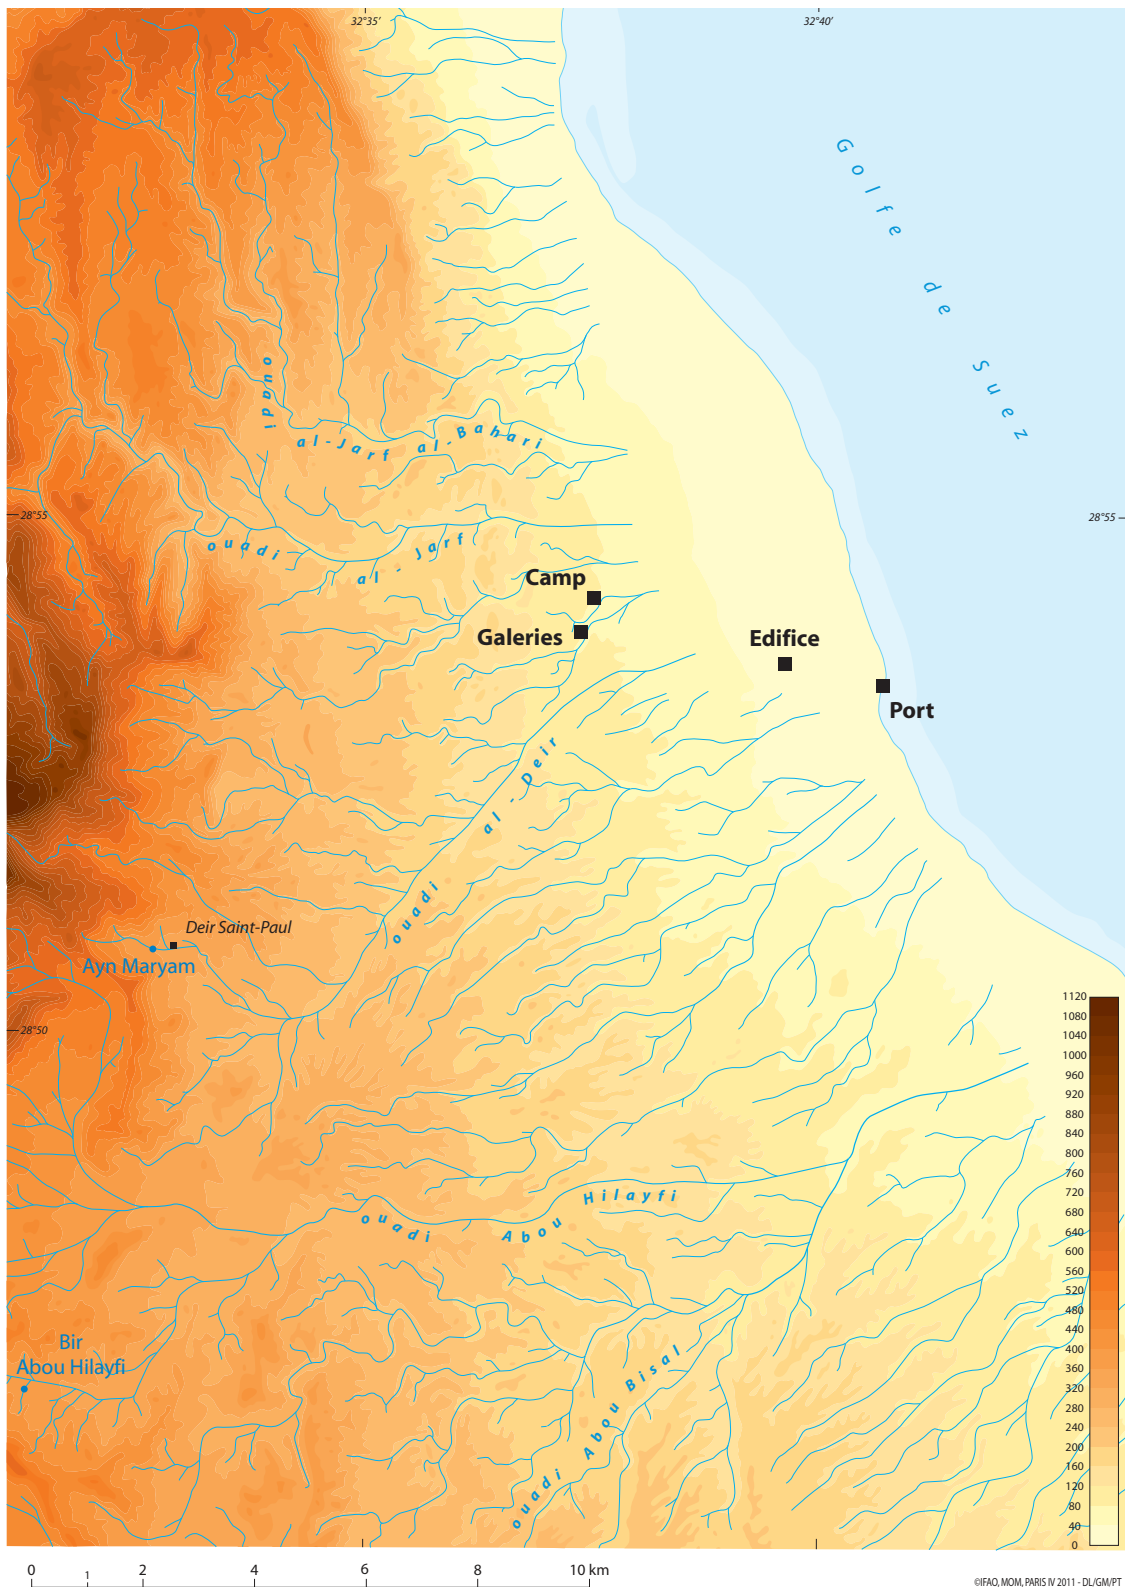 32°35'
32°40'
Golfe de Suez
ouadi
al-Jarf al-Bahari
28°55
28°55
ouadi
al - Jarf
Camp
Galeries
Edifice
Port
ouadi al - Deir
Deir Saint-Paul
Ayn Maryam
28°50
ouadi Abou Hilayfi
Bir
Abou Hilayfi
ouadi Abou Bisal
1120
1080
1040
1000
960
920
880
840
800
760
720
680
640
600
560
520
480
440
400
360
320
280
240
200
160
120
80
40
0
0 1 2 4 6 8 10 km
©IFAO, MOM, PARIS IV 2011 - DL/GM/PT